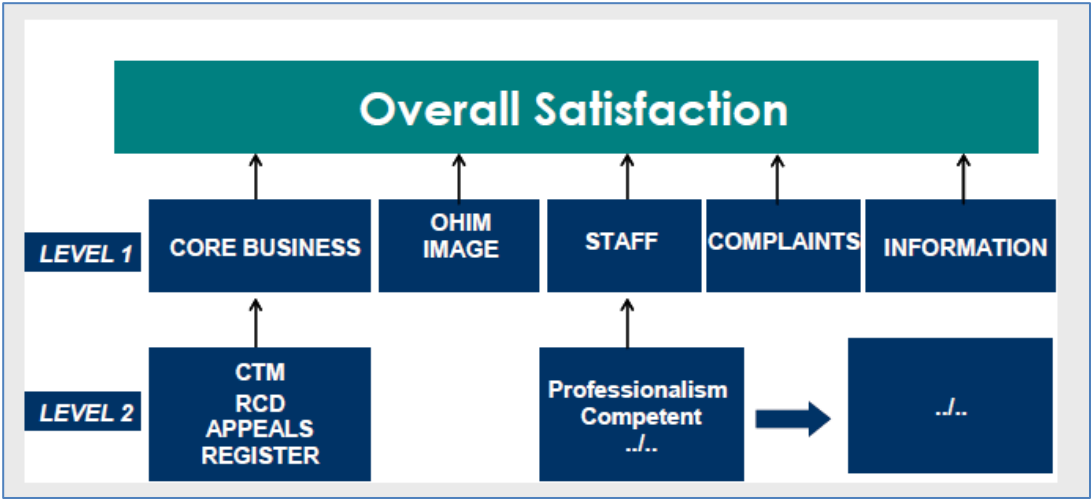 Overall Satisfaction
LEVEL 1
CORE BUSINESS
OHIM
IMAGE
STAFF
COMPLAINTS
INFORMATION
LEVEL 2
CTM
RCD
APPEALS
REGISTER
Professionalism
Competent
../..
../..